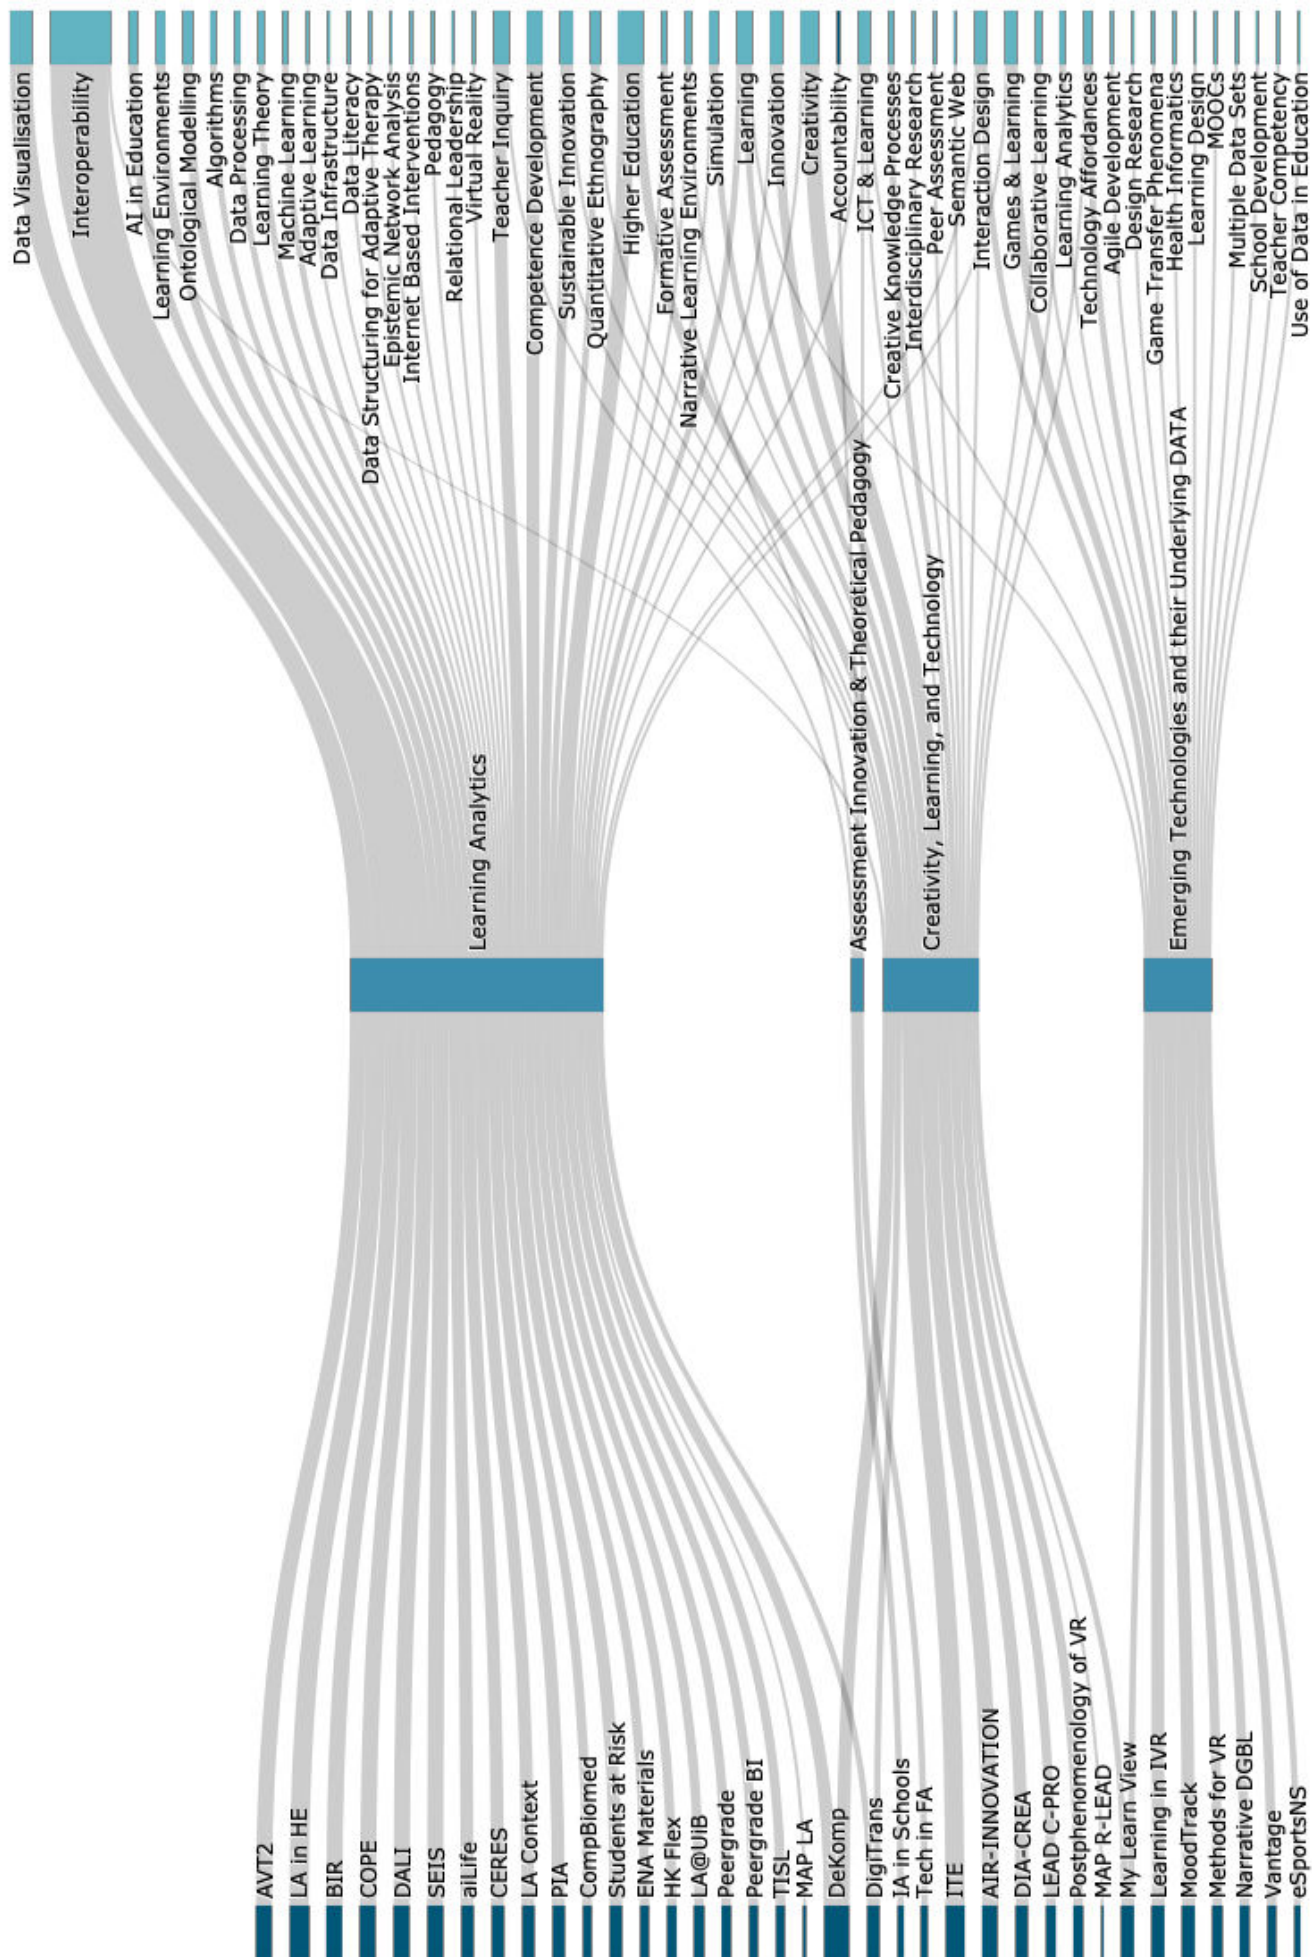 Data Visualisation
Interoperability
AI in Education
Learning Environments
Ontological Modelling
Algorithms
Data Processing
Learning Theory
Machine Learning
Adaptive Learning
Data Infrastructure
Data Literacy
Data Structuring for Adaptive Therapy
Epistemic Network Analysis
Internet Based Interventions
Pedagogy
Relational Leadership
Virtual Reality
Teacher Inquiry
Competence Development
Sustainable Innovation
Quantitative Ethnography
Higher Education
Formative Assessment
Narrative Learning Environments
Simulation
Learning
Innovation
Creativity
Accountability
ICT & Learning
Creative Knowledge Processes
Interdisciplinary Research
Peer Assessment
Semantic Web
Interaction Design
Games & Learning
Collaborative Learning
Learning Analytics
Technology Affordances
Agile Development
Design Research
Game Transfer Phenomena
Health Informatics
Learning Design
MOOCs
Multiple Data Sets
School Development
Teacher Competency
Use of Data in Education
Learning Analytics
Assessment Innovation & Theoretical Pedagogy
Creativity, Learning, and Technology
Emerging Technologies and their Underlying DATA
AVT2
LA in HE
BIR
COPE
DALI
SEIS
aiLife
CERES
LA Context
PIA
CompBiomed
Students at Risk
ENA Materials
HK Flex
LA@UiB
Peergrade
Peergrade BI
TISL
MAP LA
DeKomp
DigiTrans
IA in Schools
Tech in FA
ITE
AIR-INNOVATION
DIA-CREA
LEAD C-PRO
Postphenomenology of VR
MAP R-LEAD
My Learn View
Learning in IVR
MoodTrack
Methods for VR
Narrative DGBL
Vantage
eSportsNS